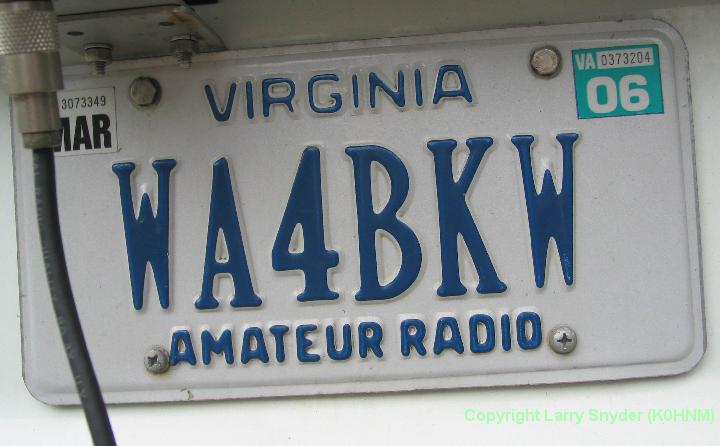 VIRGINIA
VA 0373204
06
3073349
MAR
WA4BKW
AMATEUR RADIO
Copyright Larry Snyder (K0HNM)